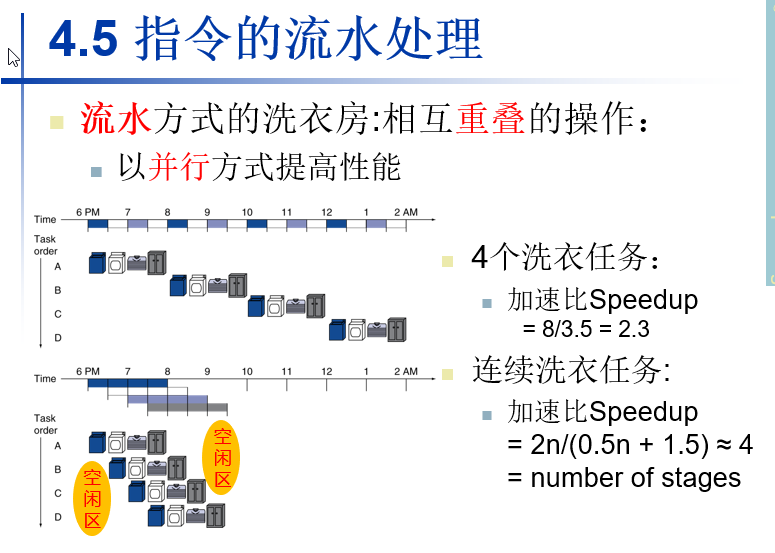 4.5 指令的流水处理
流水方式的洗衣房:相互重叠的操作：
以并行方式提高性能
6 PM 7 8 9 10 11 12 1 2 AM
Time
Task
order
A
B
C
D
4个洗衣任务：
加速比Speedup
= 8/3.5 = 2.3
6 PM 7 8 9 10 11 12 1 2 AM
Time
Task
order
A
B
C
D
空闲区
空闲区
连续洗衣任务:
加速比Speedup
= 2n/(0.5n + 1.5) ≈ 4
= number of stages